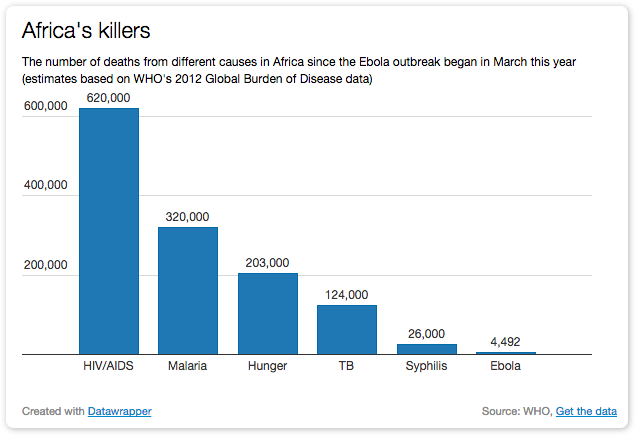 Africa's killers
The number of deaths from different causes in Africa since the Ebola outbreak began in March this year
(estimates based on WHO's 2012 Global Burden of Disease data)
620,000
600,000
400,000
320,000
200,000
203,000
124,000
26,000
4,492
HIV/AIDS Malaria Hunger TB Syphilis Ebola
Created with Datawrapper
Source: WHO, Get the data